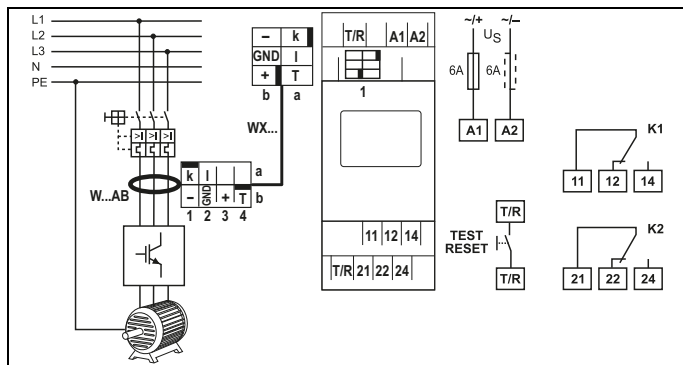 L1
L2
L3
N
PE
>I >I >I
W...AB
k I a
– GND + T b
1 2 3 4
WX...
– k
GND I
+ T
b a
T/R A1 A2
1
11 12 14
T/R 21 22 24
~/+ ~/–
US
6A 6A
A1 A2
T/R
TEST
RESET
T/R
K1
11 12 14
K2
21 22 24